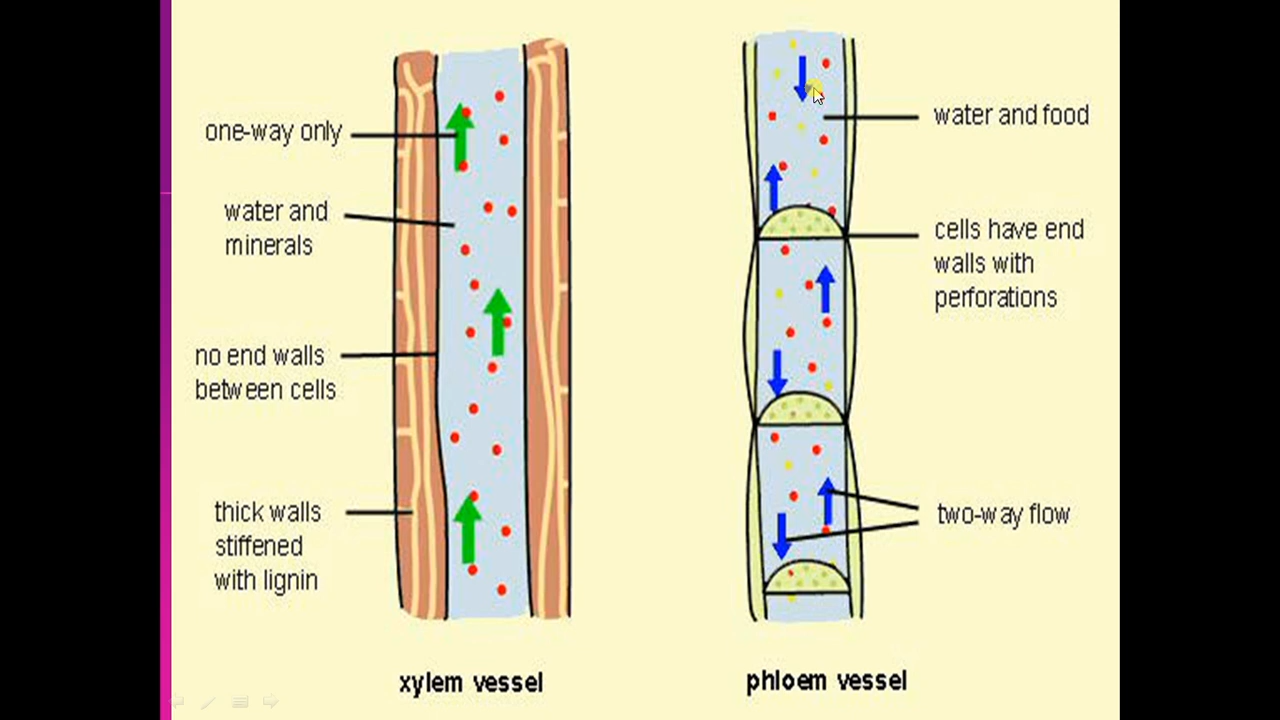 one-way only
water and
minerals
no end walls
between cells
thick walls
stiffened
with lignin
xylem vessel
water and food
cells have end
walls with
perforations
two-way flow
phloem vessel